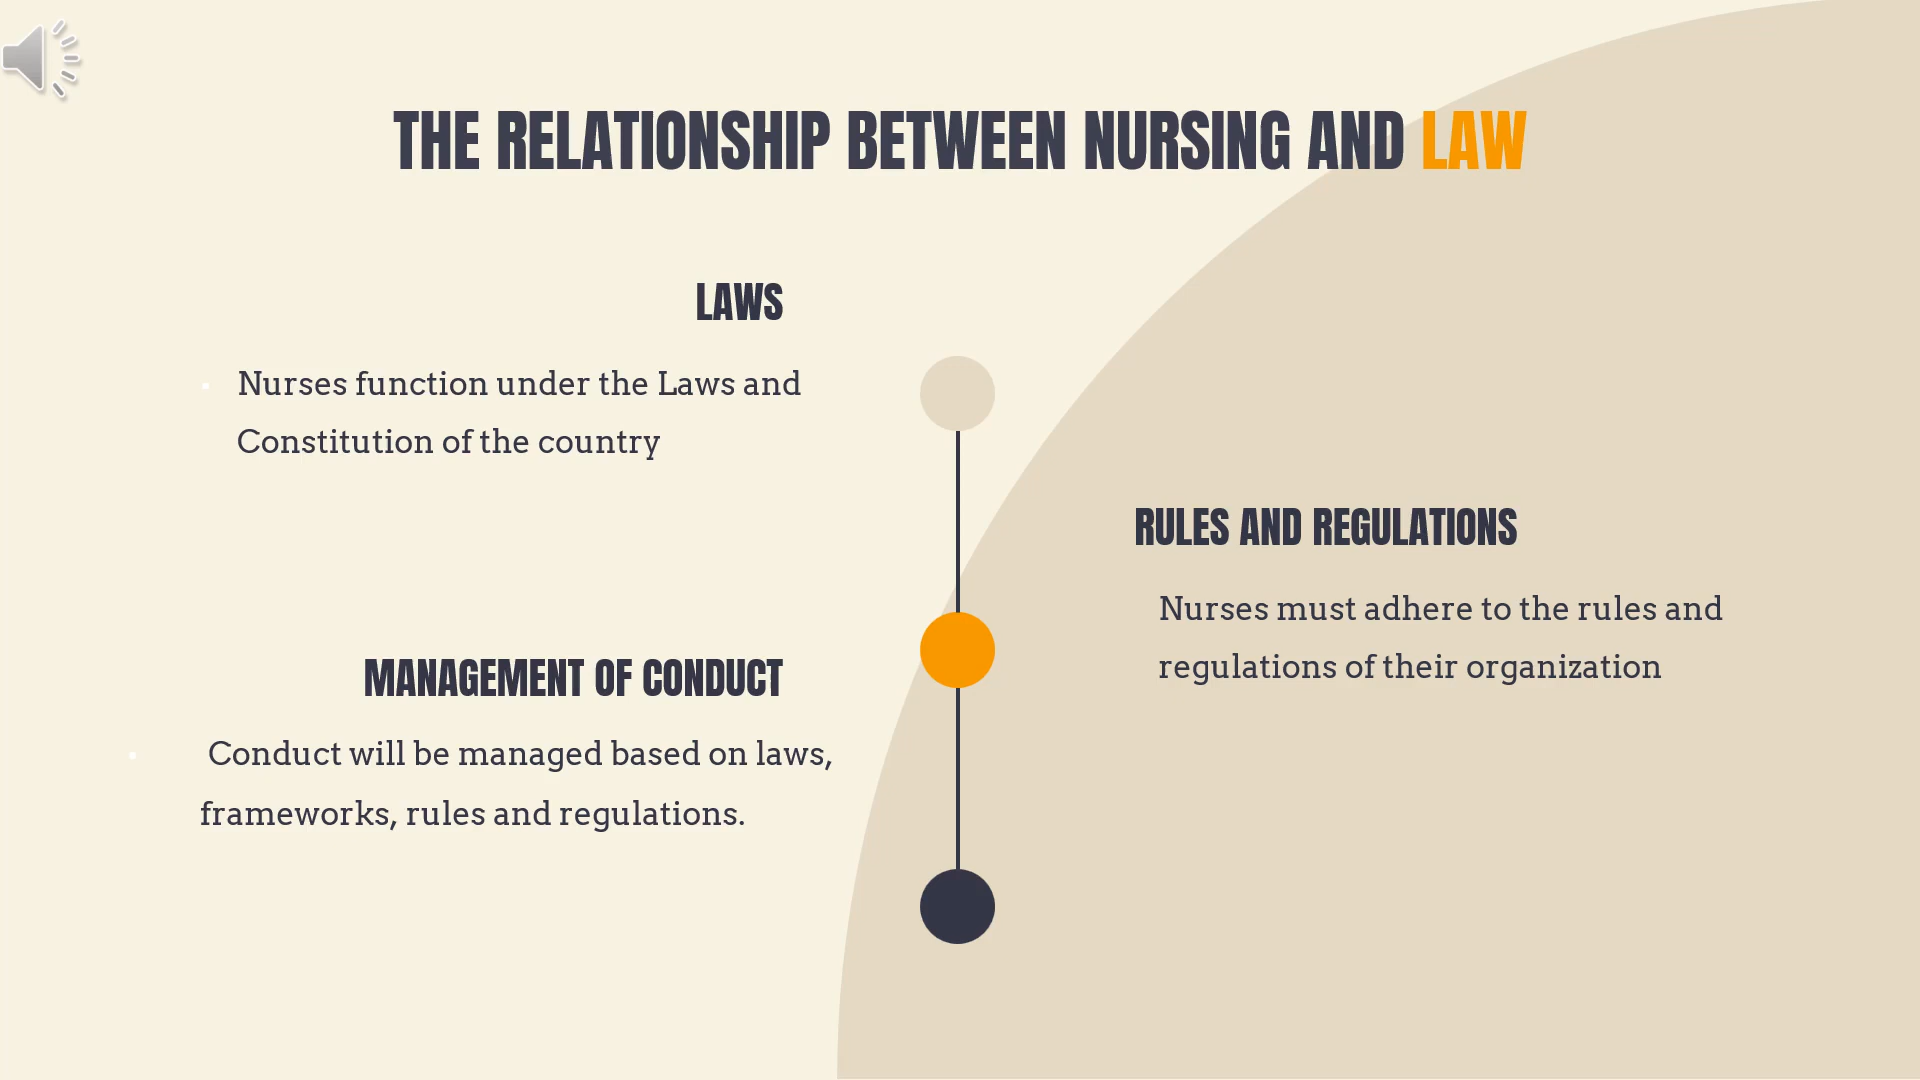 THE RELATIONSHIP BETWEEN NURSING AND LAW
LAWS
• Nurses function under the Laws and
Constitution of the country
RULES AND REGULATIONS
Nurses must adhere to the rules and
regulations of their organization
MANAGEMENT OF CONDUCT
• Conduct will be managed based on laws,
frameworks, rules and regulations.